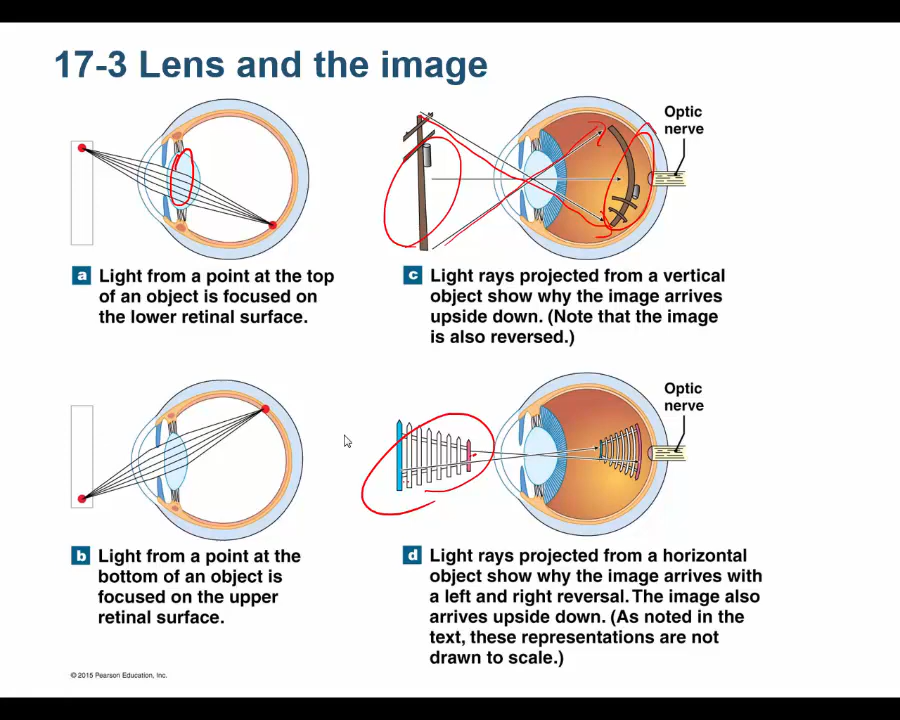 17-3 Lens and the image
a Light from a point at the top
of an object is focused on
the lower retinal surface.
Optic
nerve
c Light rays projected from a vertical
object show why the image arrives
upside down. (Note that the image
is also reversed.)
b Light from a point at the
bottom of an object is
focused on the upper
retinal surface.
Optic
nerve
d Light rays projected from a horizontal
object show why the image arrives with
a left and right reversal. The image also
arrives upside down. (As noted in the
text, these representations are not
drawn to scale.)
© 2015 Pearson Education, Inc.